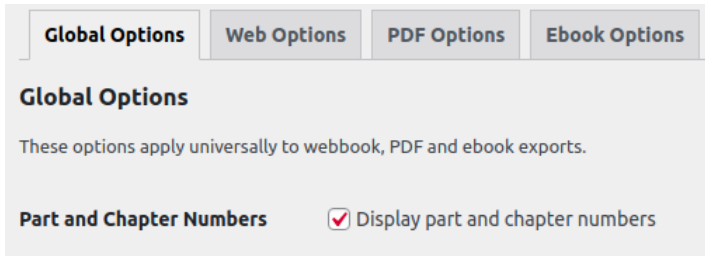 Global Options Web Options PDF Options Ebook Options
Global Options
These options apply universally to webbook, PDF and ebook exports.
Part and Chapter Numbers Display part and chapter numbers